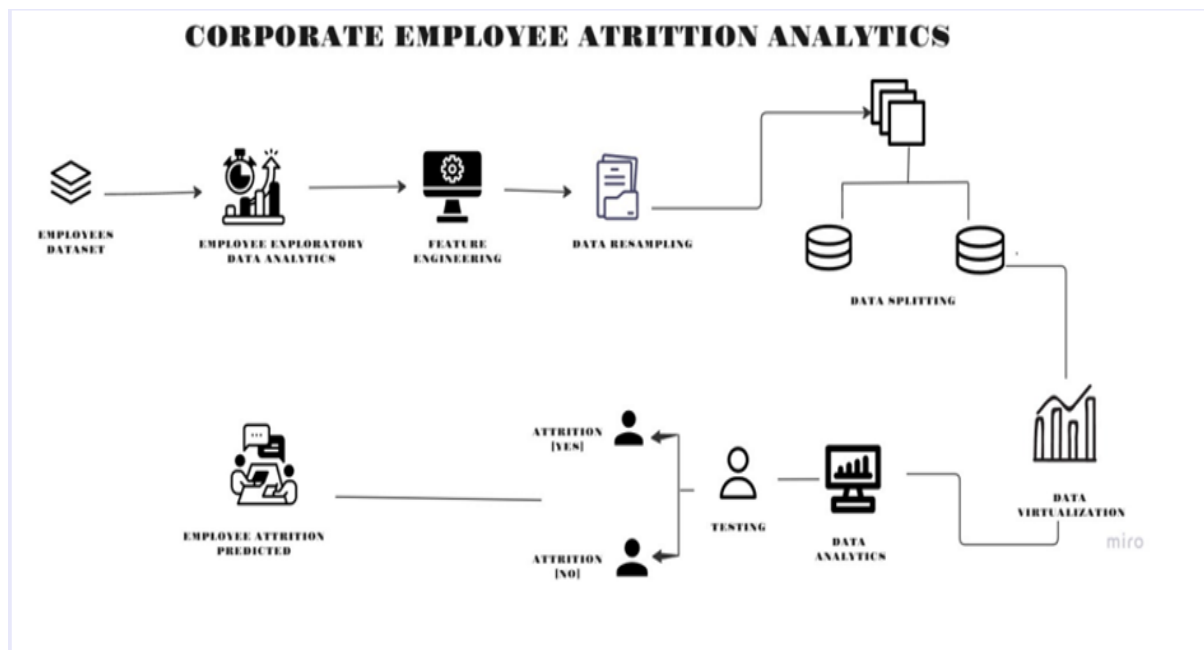 CORPORATE EMPLOYEE ATRITTION ANALYTICS
EMPLOYEES
DATASET
EMPLOYEE EXPLORATORY
DATA ANALYTICS
FEATURE
ENGINEERING
DATA RESAMPLING
DATA SPLITTING
ATTRITION
[YES]
EMPLOYEE ATTRITION
PREDICTED
ATTRITION
[NO]
TESTING
DATA
ANALYTICS
DATA
VIRTUALIZATION
miro